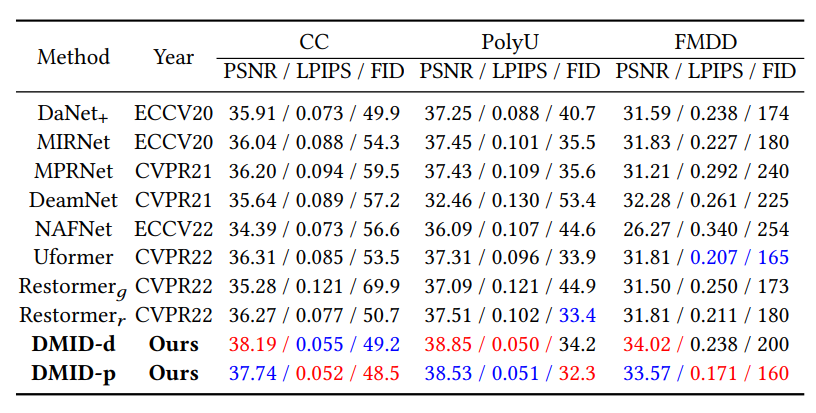 Method Year CC PolyU FMDD
PSNR / LPIPS / FID PSNR / LPIPS / FID PSNR / LPIPS / FID
DaNet+ ECCV20 35.91 / 0.073 / 49.9 37.25 / 0.088 / 40.7 31.59 / 0.238 / 174
MIRNet ECCV20 36.04 / 0.088 / 54.3 37.45 / 0.101 / 35.5 31.83 / 0.227 / 180
MPRNet CVPR21 36.20 / 0.094 / 59.5 37.43 / 0.109 / 35.6 31.21 / 0.292 / 240
DeamNet CVPR21 35.64 / 0.089 / 57.2 32.46 / 0.130 / 53.4 32.28 / 0.261 / 225
NAFNet ECCV22 34.39 / 0.073 / 56.6 36.09 / 0.107 / 44.6 26.27 / 0.340 / 254
Uformer CVPR22 36.31 / 0.085 / 53.5 37.31 / 0.096 / 33.9 31.81 / 0.207 / 165
Restormerg CVPR22 35.28 / 0.121 / 69.9 37.09 / 0.121 / 44.9 31.50 / 0.250 / 173
Restormerr CVPR22 36.27 / 0.077 / 50.7 37.51 / 0.102 / 33.4 31.81 / 0.211 / 180
DMID-d Ours 38.19 / 0.055 / 49.2 38.85 / 0.050 / 34.2 34.02 / 0.238 / 200
DMID-p Ours 37.74 / 0.052 / 48.5 38.53 / 0.051 / 32.3 33.57 / 0.171 / 160